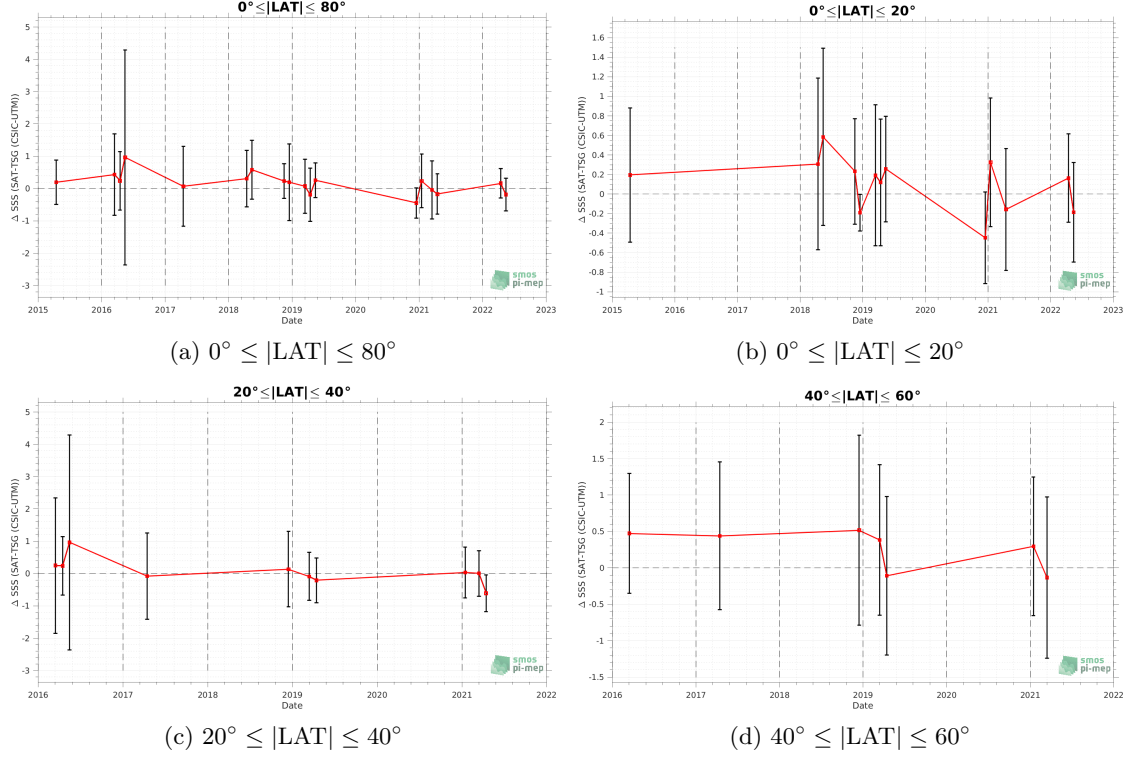 0°≤|LAT|≤ 80°
Δ SSS (SAT-TSG (CSIC-UTM))
5
4
3
2
1
0
-1
-2
-3
2015 2016 2017 2018 2019 2020 2021 2022 2023
Date
smos
pi-mep
(a) 0° ≤ |LAT| ≤ 80°
0°≤|LAT|≤ 20°
Δ SSS (SAT-TSG (CSIC-UTM))
1.6
1.4
1.2
1
0.8
0.6
0.4
0.2
0
-0.2
-0.4
-0.6
-0.8
-1
2015 2016 2017 2018 2019 2020 2021 2022 2023
Date
smos
pi-mep
(b) 0° ≤ |LAT| ≤ 20°
20°≤|LAT|≤ 40°
Δ SSS (SAT-TSG (CSIC-UTM))
5
4
3
2
1
0
-1
-2
-3
2016 2017 2018 2019 2020 2021 2022
Date
smos
pi-mep
(c) 20° ≤ |LAT| ≤ 40°
40°≤|LAT|≤ 60°
Δ SSS (SAT-TSG (CSIC-UTM))
2
1.5
1
0.5
0
-0.5
-1
-1.5
2016 2017 2018 2019 2020 2021 2022
Date
smos
pi-mep
(d) 40° ≤ |LAT| ≤ 60°